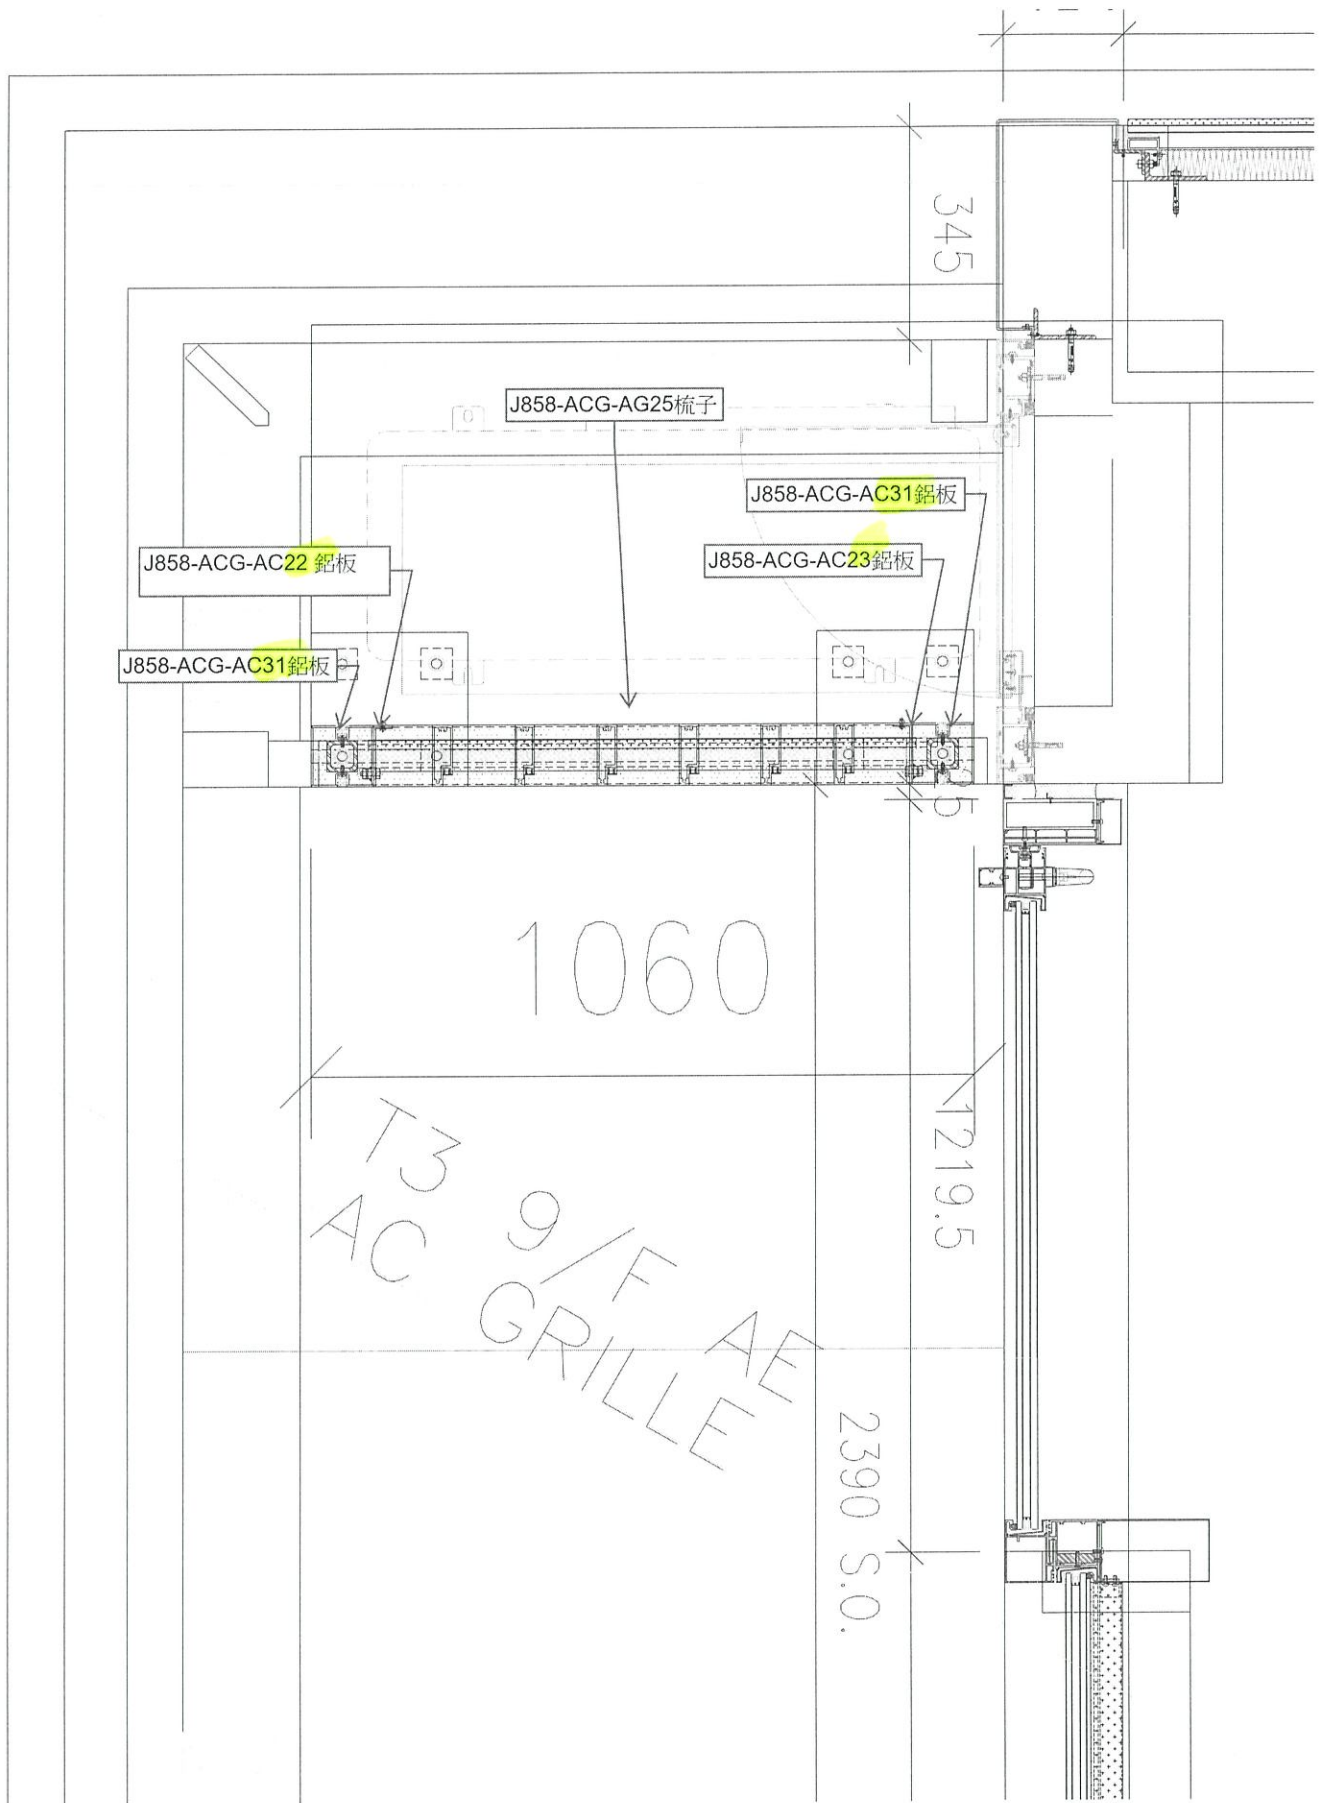 345
J858-ACG-AG25梳子
J858-ACG-AC31鋁板
J858-ACG-AC22 鋁板
J858-ACG-AC23鋁板
J858-ACG-AC31鋁板
1060
1219.5
T3 9/F AE
AC GRILLE
2390 S.O.